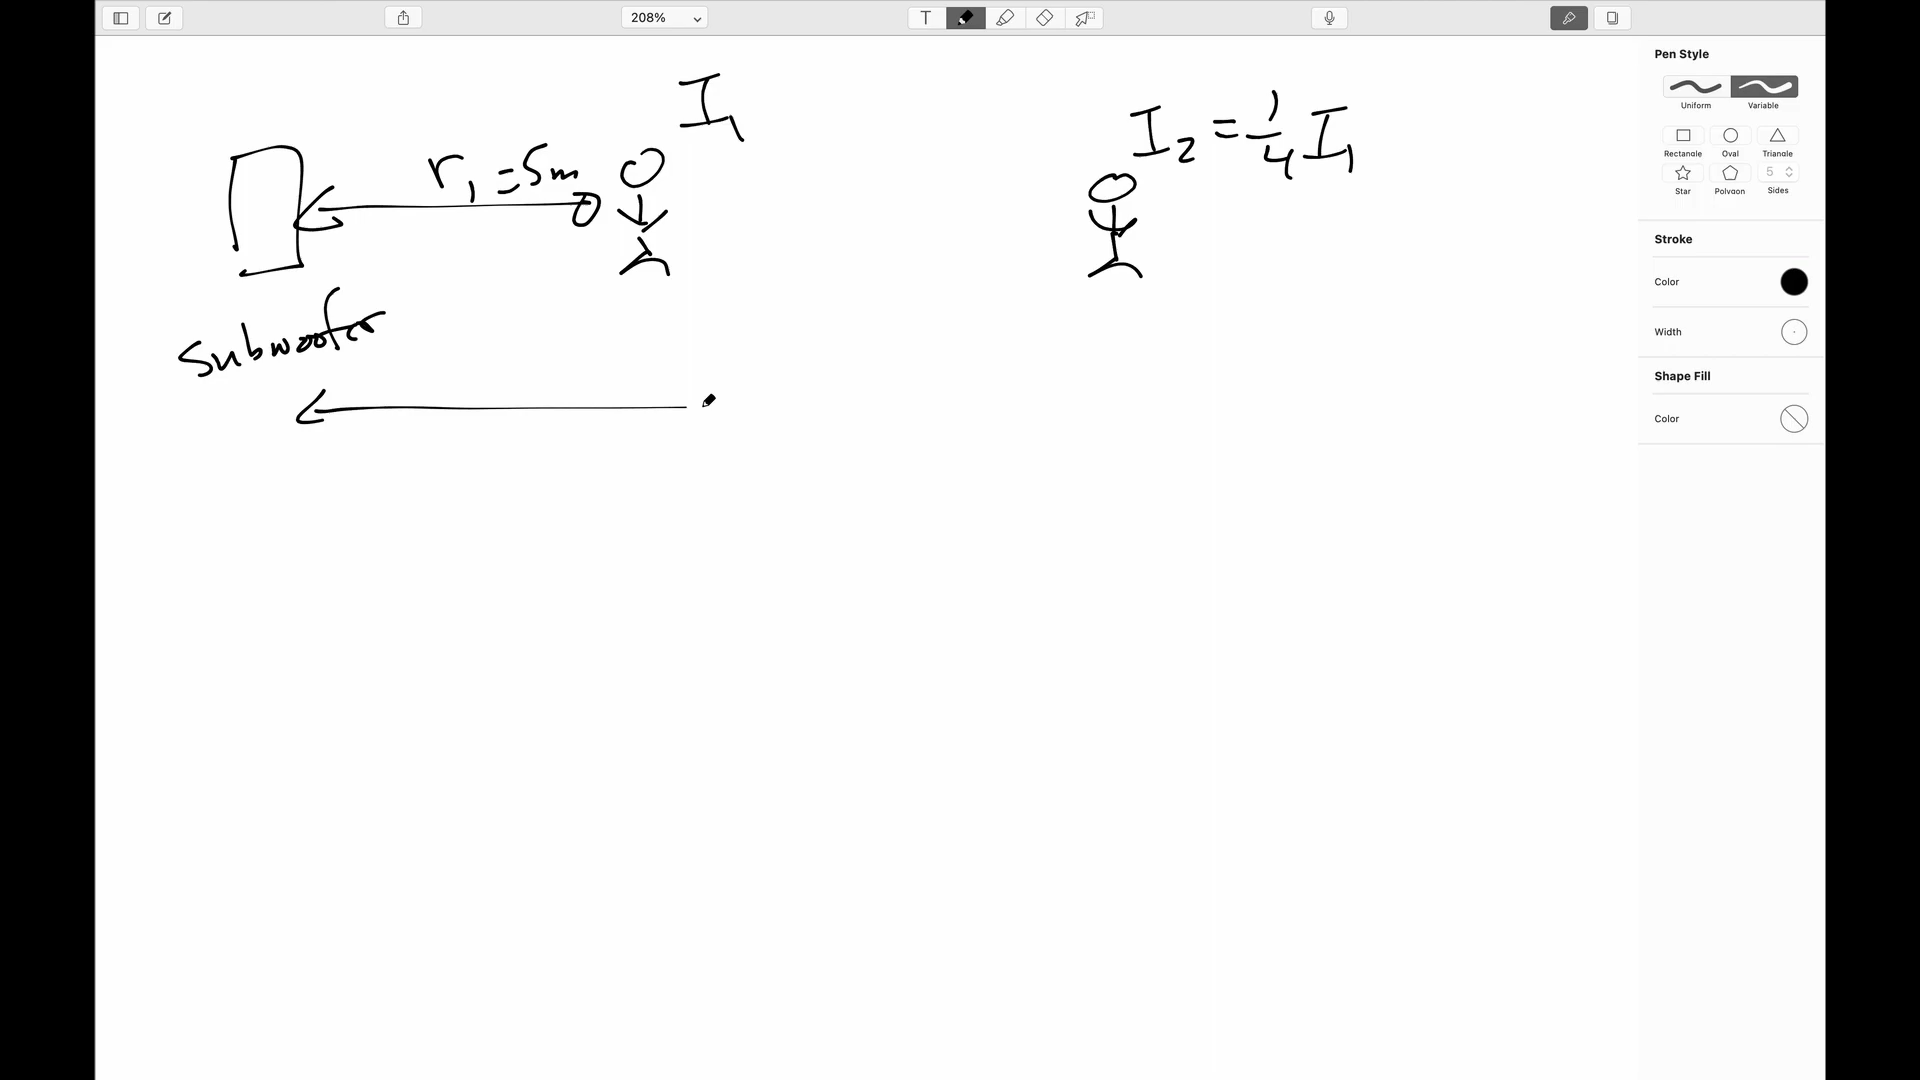 208%
T
Pen Style
Uniform
Variable
Rectangle
Oval
Triangle
Star
Polygon
5
Sides
Stroke
Color
Width
Shape Fill
Color
I₁
r₁ = 5m
I₂ = 1/4 I₁
Subwoofer